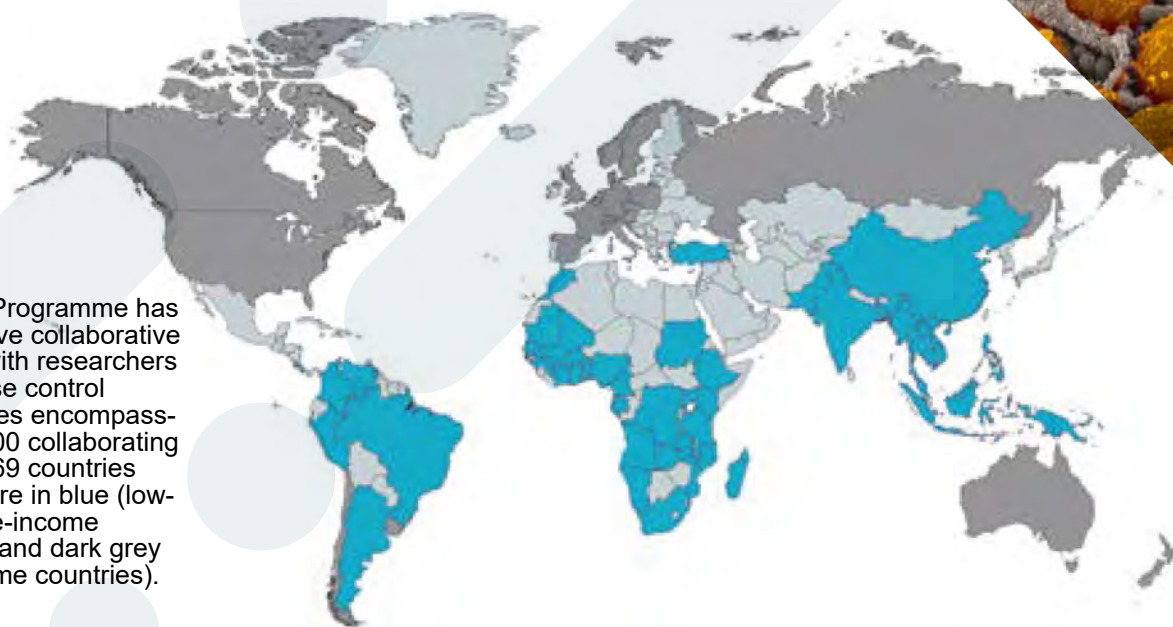 Programme has
ve collaborative
ith researchers
se control
es encompass-
00 collaborating
69 countries
re in blue (low-
e-income
and dark grey
me countries).